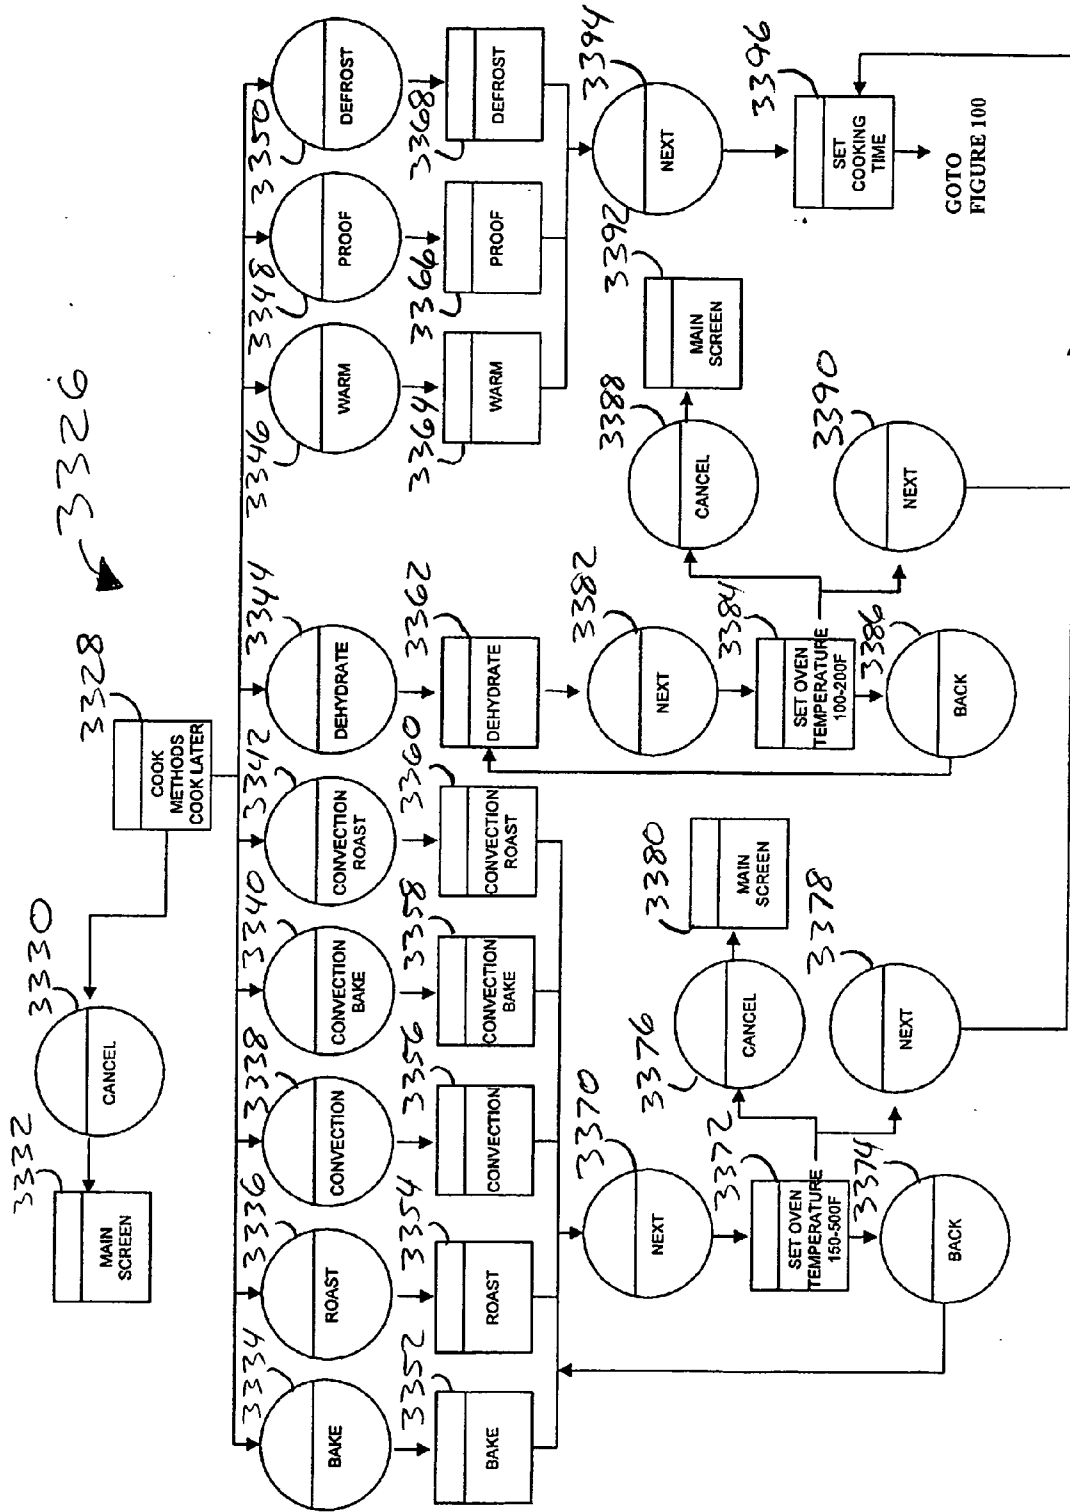 3326
3328
COOK
METHODS
COOK LATER
3330
CANCEL
3332
MAIN
SCREEN
3334
BAKE
3336
ROAST
3338
CONVECTION
3340
CONVECTION
BAKE
3342
CONVECTION
ROAST
3344
DEHYDRATE
3346
WARM
3348
PROOF
3350
DEFROST
3352
BAKE
3354
ROAST
3356
CONVECTION
3358
CONVECTION
BAKE
3360
CONVECTION
ROAST
3362
DEHYDRATE
3364
WARM
3366
PROOF
3368
DEFROST
3370
NEXT
3372
SET OVEN
TEMPERATURE
150-500F
3374
BACK
3376
CANCEL
3378
NEXT
3380
MAIN
SCREEN
3382
NEXT
3384
SET OVEN
TEMPERATURE
100-200F
3386
BACK
3388
CANCEL
3390
NEXT
3392
MAIN
SCREEN
3394
NEXT
3396
SET
COOKING
TIME
GOTO
FIGURE 100